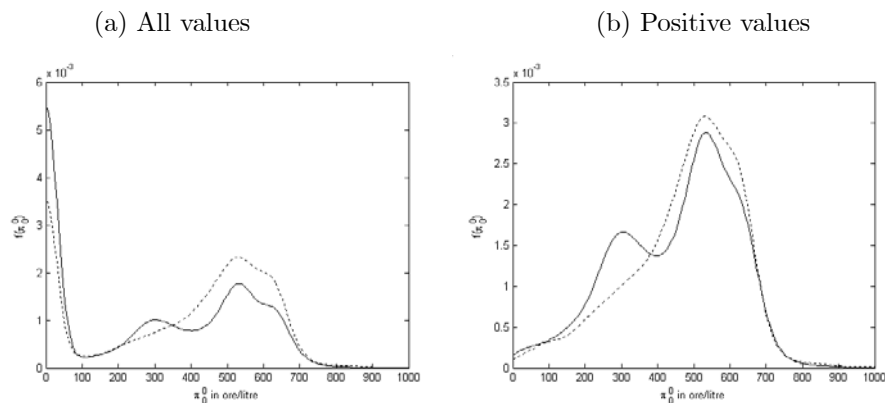 (a) All values
(b) Positive values
x 10⁻³
6
5
4
3
2
1
0
0 100 200 300 400 500 600 700 800 900 1000
f(π₀⁰)
π₀⁰ in ore/litre
x 10⁻³
3.5
3
2.5
2
1.5
1
0.5
0
0 100 200 300 400 500 600 700 800 900 1000
f(π₀⁰)
π₀⁰ in ore/litre